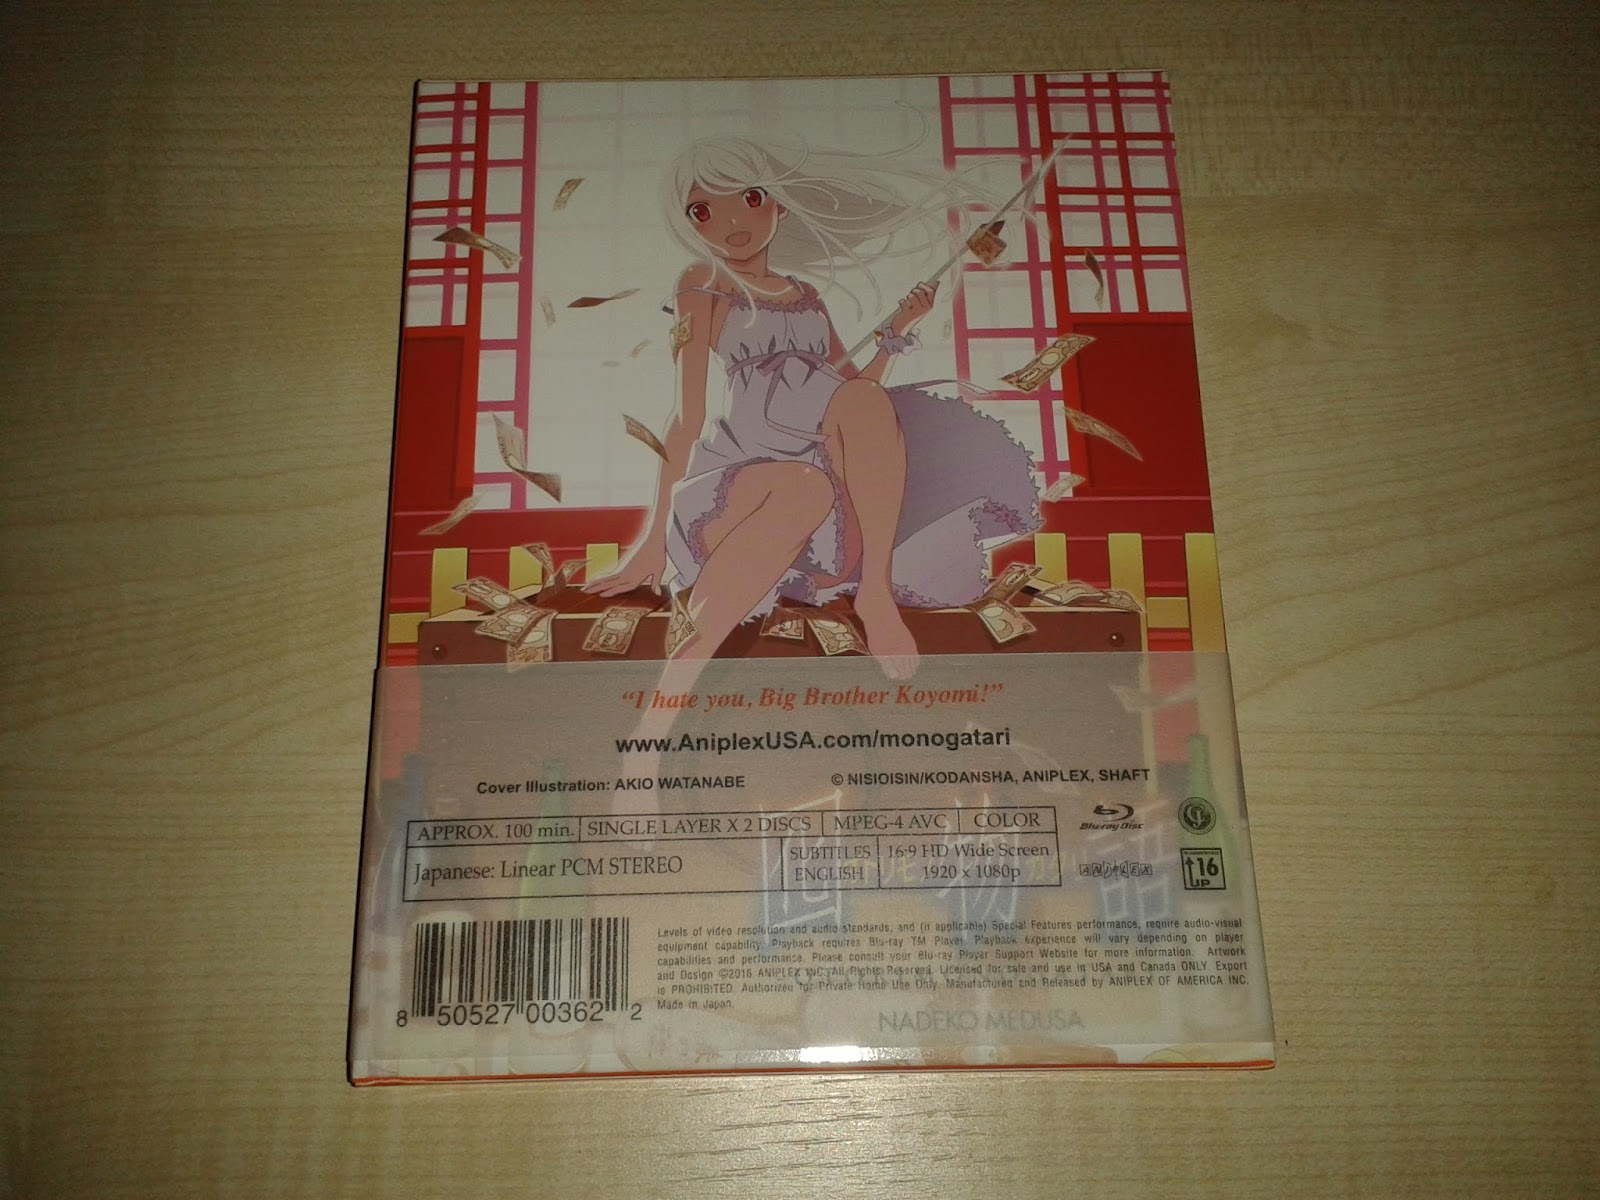 “I hate you, Big Brother Koyomi!”
www.AniplexUSA.com/monogatari
Cover Illustration: AKIO WATANABE
© NISIOISIN/KODANSHA, ANIPLEX, SHAFT
APPROX. 100 min. SINGLE LAYER X 2 DISCS MPEG-4 AVC COLOR
Japanese: Linear PCM STEREO
SUBTITLES
ENGLISH
16:9 HD Wide Screen
1920 x 1080p
Blu-ray Disc
ANIPLEX
16
UP
囮物語
Levels of video resolution and audio standards, and (if applicable) Special Features performance, require audio-visual
equipment capability. Playback requires Blu-ray TM Player. Playback experience will vary depending on player
capabilities and performance. Please consult your Blu-ray Player Support Website for more information. Artwork
and Design ©2016 ANIPLEX INC. All Rights Reserved. Licensed for sale and use in USA and Canada ONLY. Export
is PROHIBITED. Authorized for Private Home Use Only. Manufactured and Released by ANIPLEX OF AMERICA INC.
Made in Japan.
8 50527 00362 2
NADEKO MEDUSA